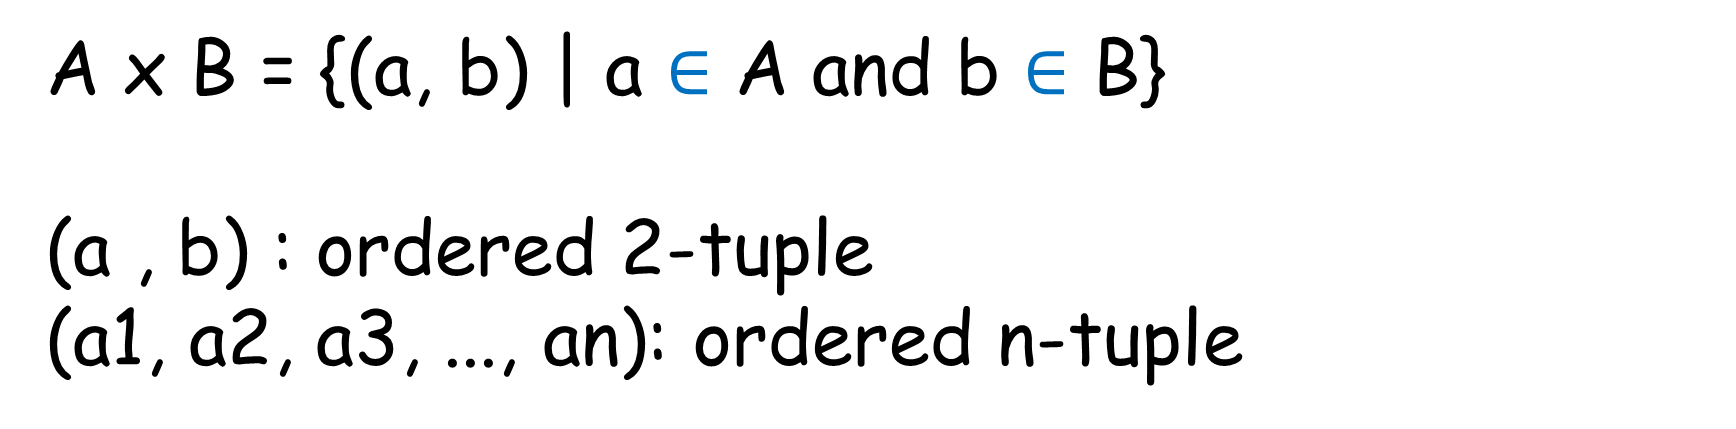 A x B = {(a, b) | a ∈ A and b ∈ B}
(a , b) : ordered 2-tuple
(a1, a2, a3, ..., an): ordered n-tuple